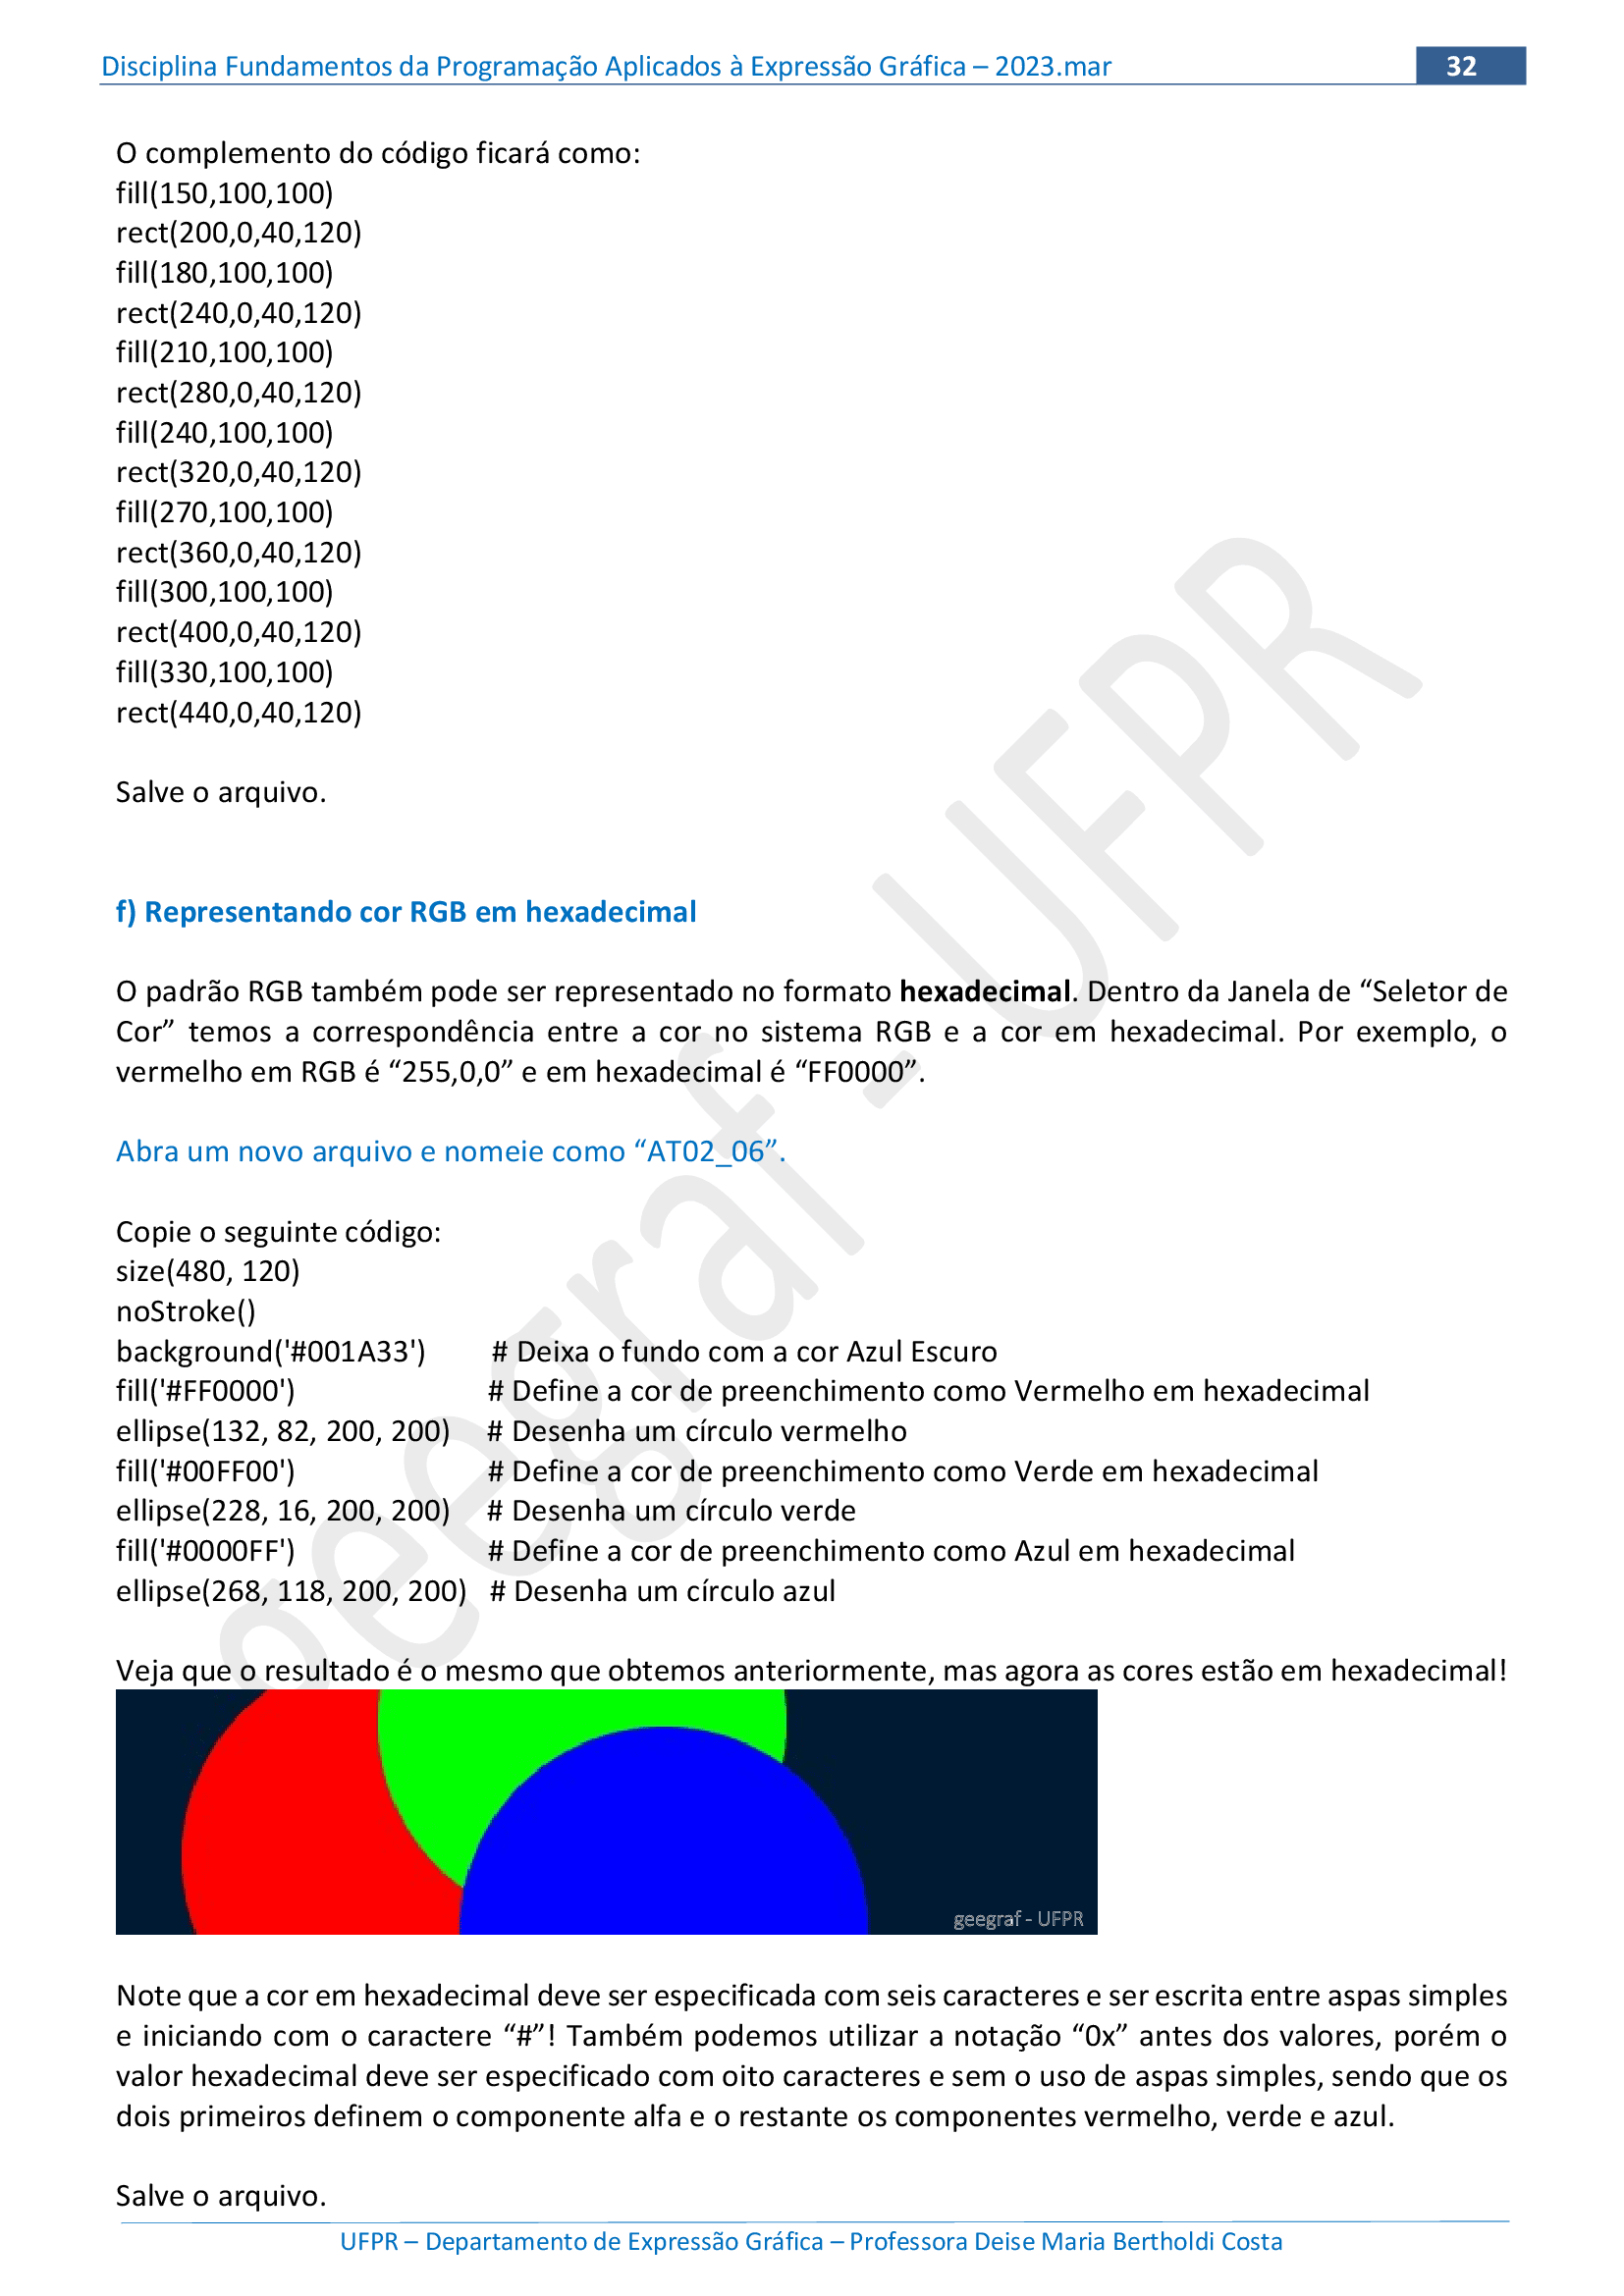 Disciplina Fundamentos da Programação Aplicados à Expressão Gráfica – 2023.mar 32
O complemento do código ficará como:
fill(150,100,100)
rect(200,0,40,120)
fill(180,100,100)
rect(240,0,40,120)
fill(210,100,100)
rect(280,0,40,120)
fill(240,100,100)
rect(320,0,40,120)
fill(270,100,100)
rect(360,0,40,120)
fill(300,100,100)
rect(400,0,40,120)
fill(330,100,100)
rect(440,0,40,120)
Salve o arquivo.
f) Representando cor RGB em hexadecimal
O padrão RGB também pode ser representado no formato hexadecimal. Dentro da Janela de “Seletor de
Cor” temos a correspondência entre a cor no sistema RGB e a cor em hexadecimal. Por exemplo, o
vermelho em RGB é “255,0,0” e em hexadecimal é “FF0000”.
Abra um novo arquivo e nomeie como “AT02_06”.
Copie o seguinte código:
size(480, 120)
noStroke()
background('#001A33') # Deixa o fundo com a cor Azul Escuro
fill('#FF0000') # Define a cor de preenchimento como Vermelho em hexadecimal
ellipse(132, 82, 200, 200) # Desenha um círculo vermelho
fill('#00FF00') # Define a cor de preenchimento como Verde em hexadecimal
ellipse(228, 16, 200, 200) # Desenha um círculo verde
fill('#0000FF') # Define a cor de preenchimento como Azul em hexadecimal
ellipse(268, 118, 200, 200) # Desenha um círculo azul
Veja que o resultado é o mesmo que obtemos anteriormente, mas agora as cores estão em hexadecimal!
geegraf - UFPR
Note que a cor em hexadecimal deve ser especificada com seis caracteres e ser escrita entre aspas simples
e iniciando com o caractere “#”! Também podemos utilizar a notação “0x” antes dos valores, porém o
valor hexadecimal deve ser especificado com oito caracteres e sem o uso de aspas simples, sendo que os
dois primeiros definem o componente alfa e o restante os componentes vermelho, verde e azul.
Salve o arquivo.
UFPR – Departamento de Expressão Gráfica – Professora Deise Maria Bertholdi Costa
geegraf - UFPR